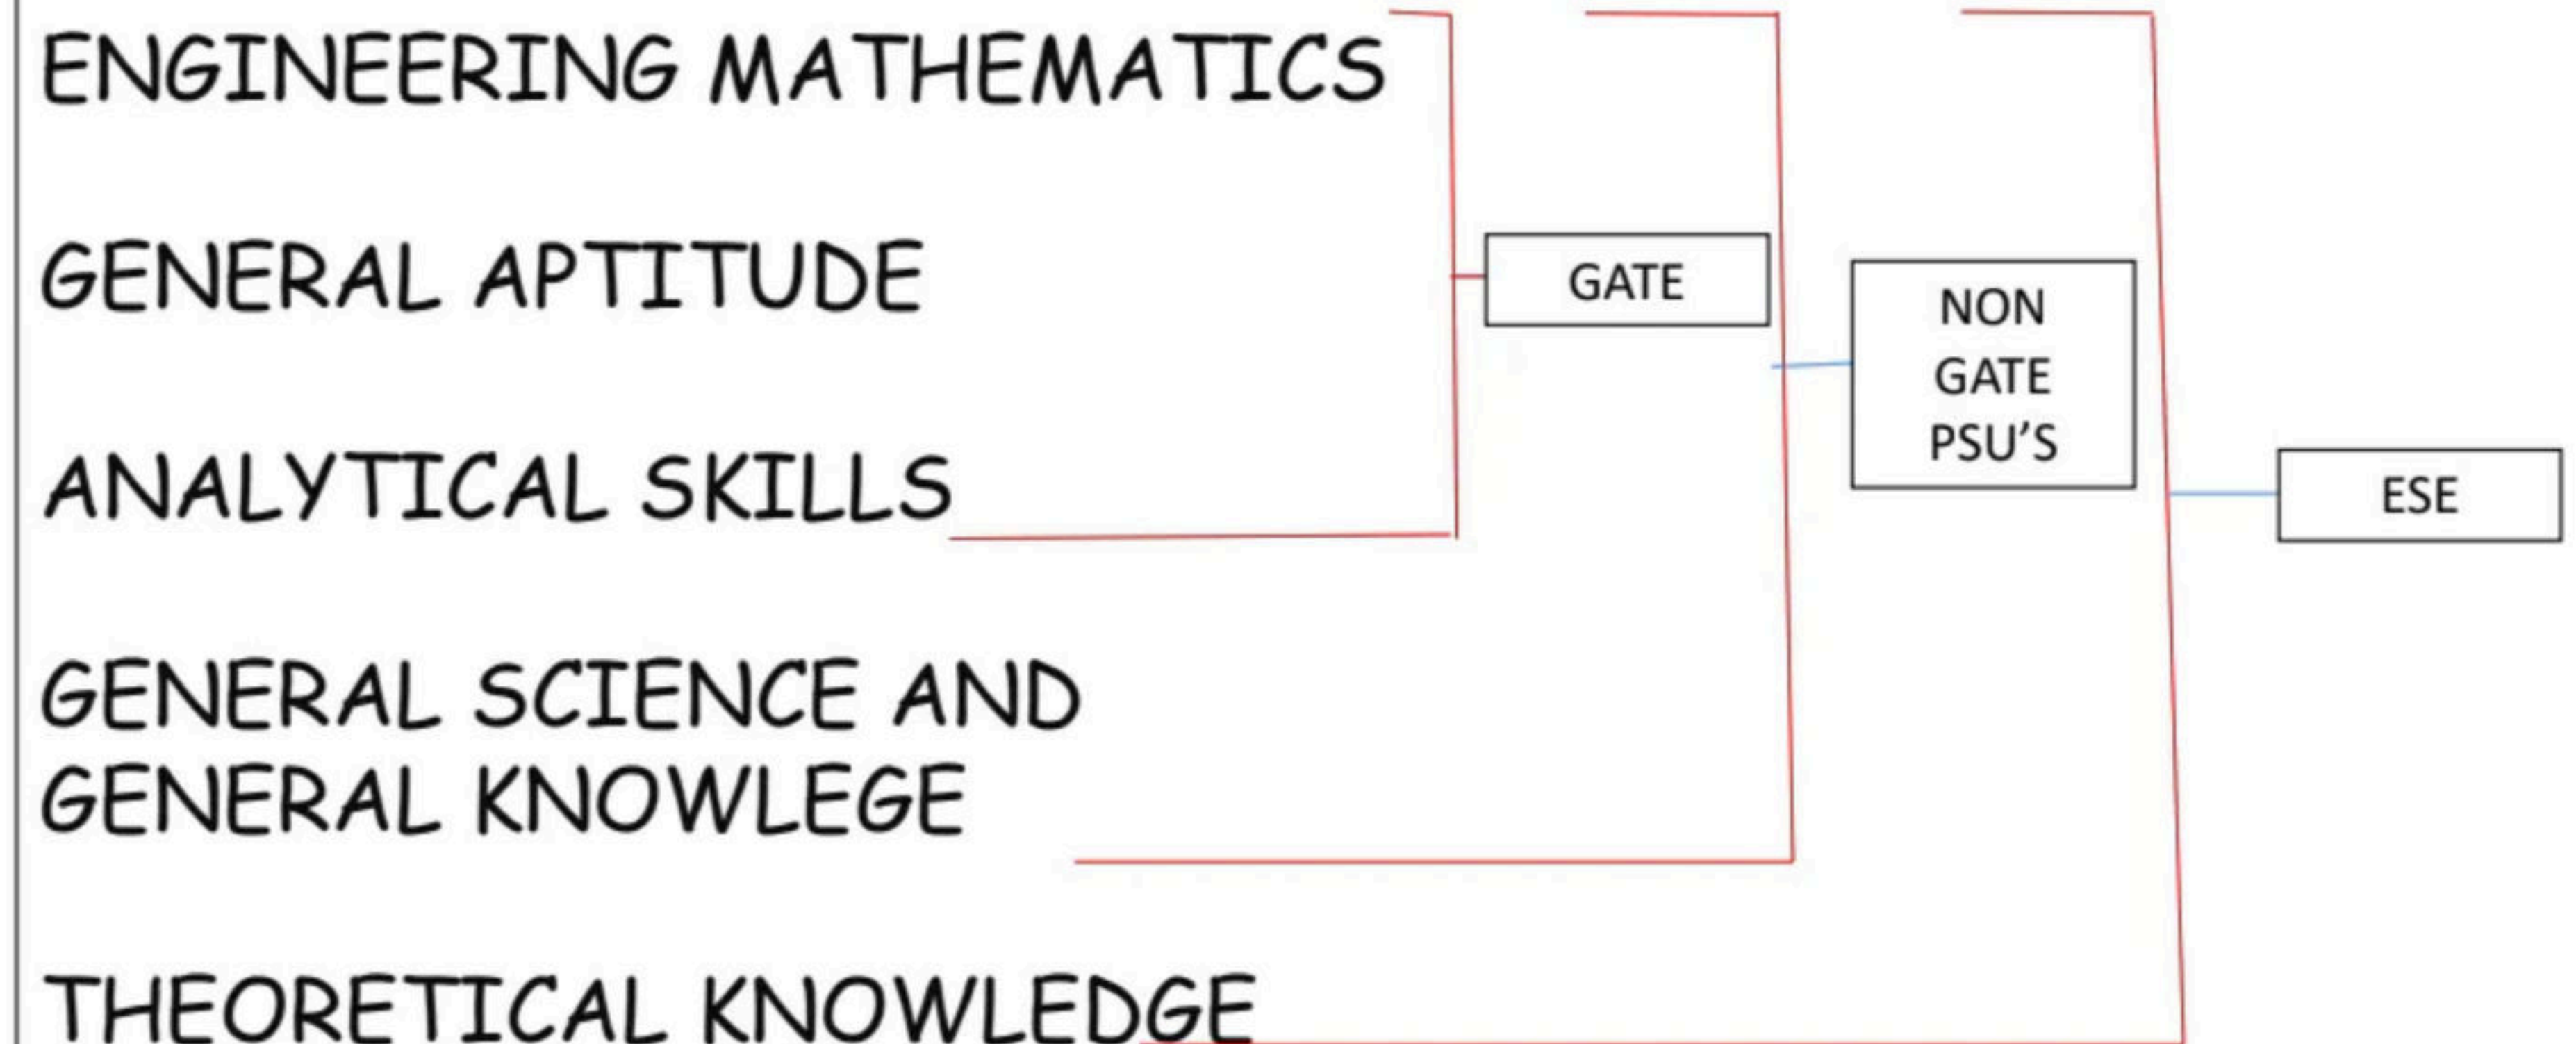 ENGINEERING MATHEMATICS
GENERAL APTITUDE
ANALYTICAL SKILLS
GENERAL SCIENCE AND
GENERAL KNOWLEGE
THEORETICAL KNOWLEDGE
GATE
NON
GATE
PSU'S
ESE